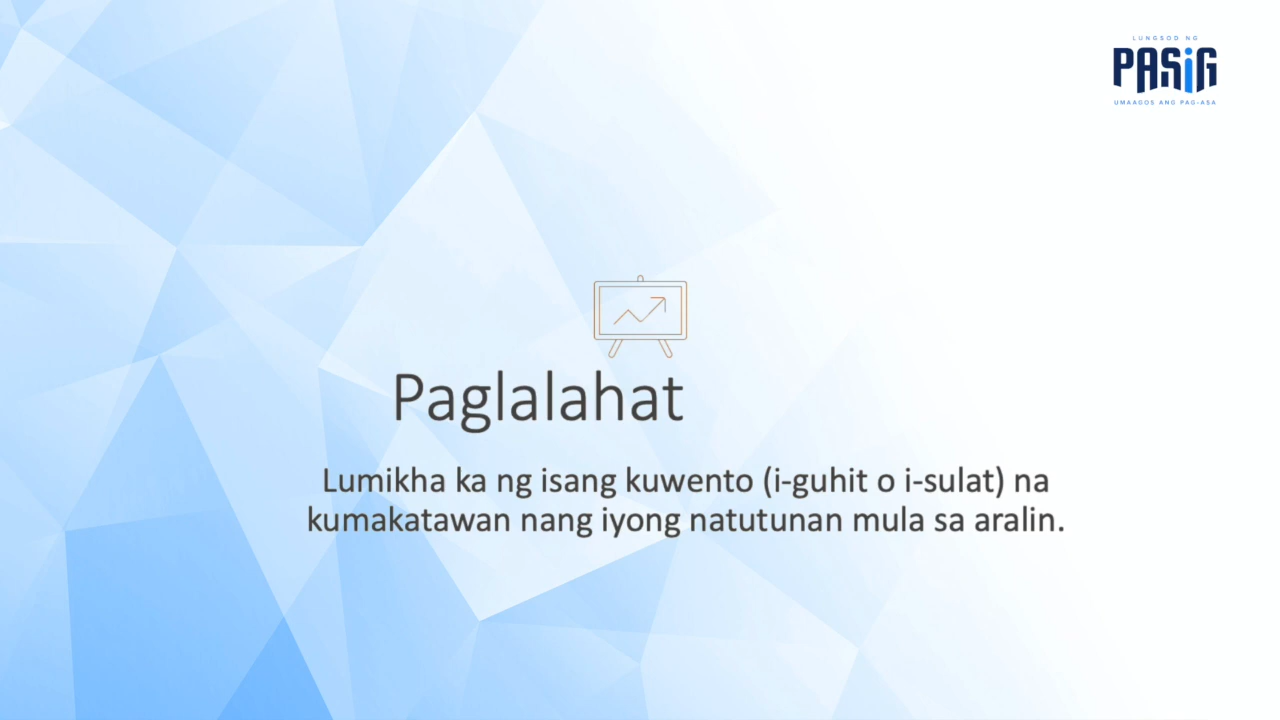 LUNGSOD NG
PASiG
UMAAGOS ANG PAG-ASA
Paglalahat
Lumikha ka ng isang kuwento (i-guhit o i-sulat) na
kumakatawan nang iyong natutunan mula sa aralin.